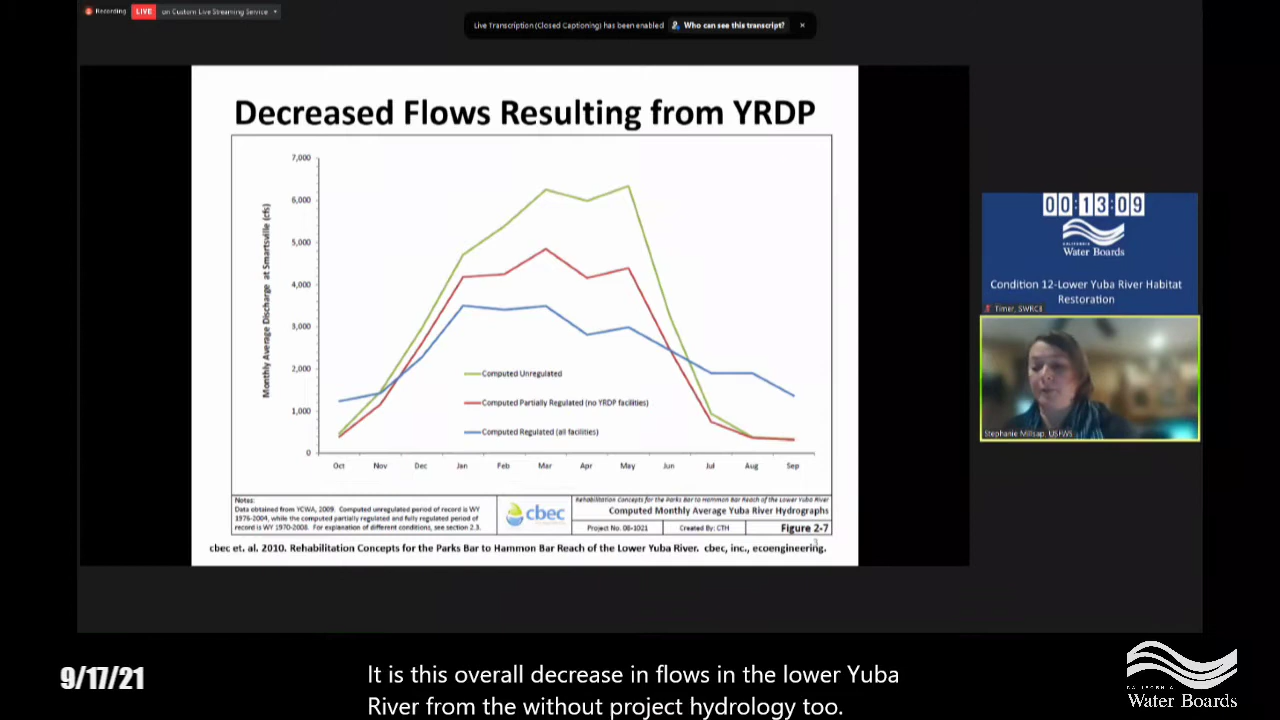 Recording
LIVE
on Custom Live Streaming Service
Live Transcription (Closed Captioning) has been enabled
Who can see this transcript?
Decreased Flows Resulting from YRDP
Monthly Average Discharge at Smartsville (cfs)
7,000
6,000
5,000
4,000
3,000
2,000
1,000
0
Oct Nov Dec Jan Feb Mar Apr May Jun Jul Aug Sep
Computed Unregulated
Computed Partially Regulated (no YRDP facilities)
Computed Regulated (all facilities)
Notes:
Data obtained from YCWA, 2009. Computed unregulated period of record is WY
1976-2004, while the computed partially regulated and fully regulated period of
record is WY 1970-2008. For explanation of different conditions, see section 2.3.
cbec
Rehabilitation Concepts for the Parks Bar to Hammon Bar Reach of the Lower Yuba River
Computed Monthly Average Yuba River Hydrographs
Project No. 08-1021
Created By: CTH
Figure 2-7
3
cbec et. al. 2010. Rehabilitation Concepts for the Parks Bar to Hammon Bar Reach of the Lower Yuba River. cbec, inc., ecoengineering.
00:13:09
CALIFORNIA
Water Boards
Condition 12-Lower Yuba River Habitat
Restoration
Timer, SWRCB
Stephanie Millsap, USFWS
9/17/21
It is this overall decrease in flows in the lower Yuba
River from the without project hydrology too.
CALIFORNIA
Water Boards